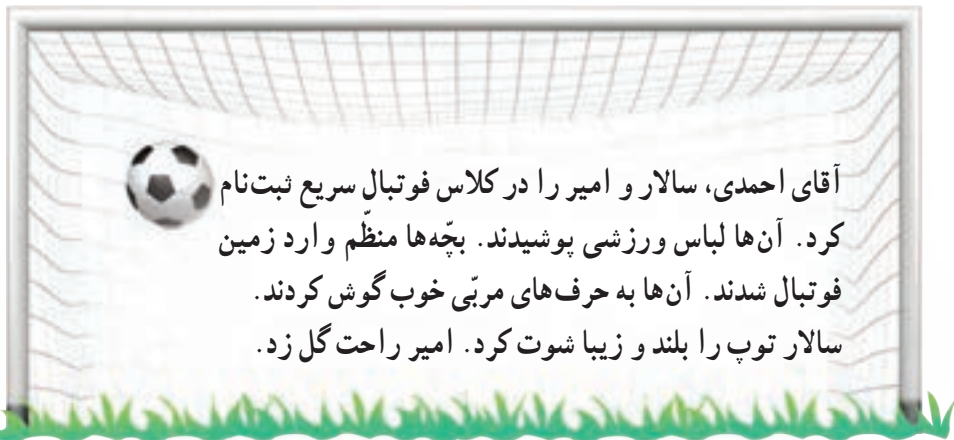 آقای احمدی، سالار و امیر را در کلاس فوتبال سریع ثبت‌نام
کرد. آن‌ها لباس ورزشی پوشیدند. بچّه‌ها منظّم وارد زمین
فوتبال شدند. آن‌ها به حرف‌های مربّی خوب گوش کردند.
سالار توپ را بلند و زیبا شوت کرد. امیر راحت گل زد.